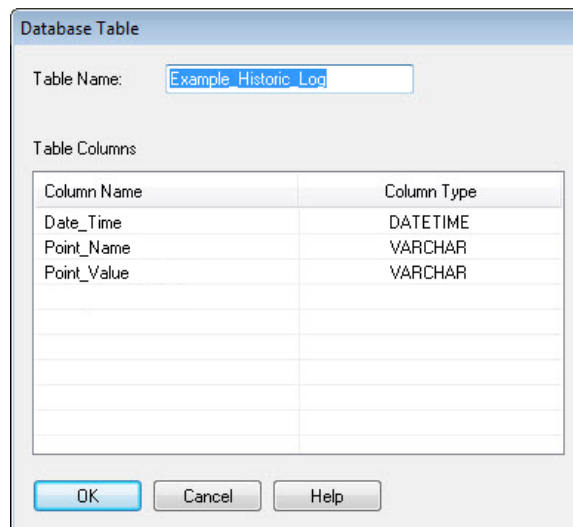 Database Table
Table Name: Example_Historic_Log
Table Columns
Column Name Column Type
Date_Time DATETIME
Point_Name VARCHAR
Point_Value VARCHAR
OK Cancel Help